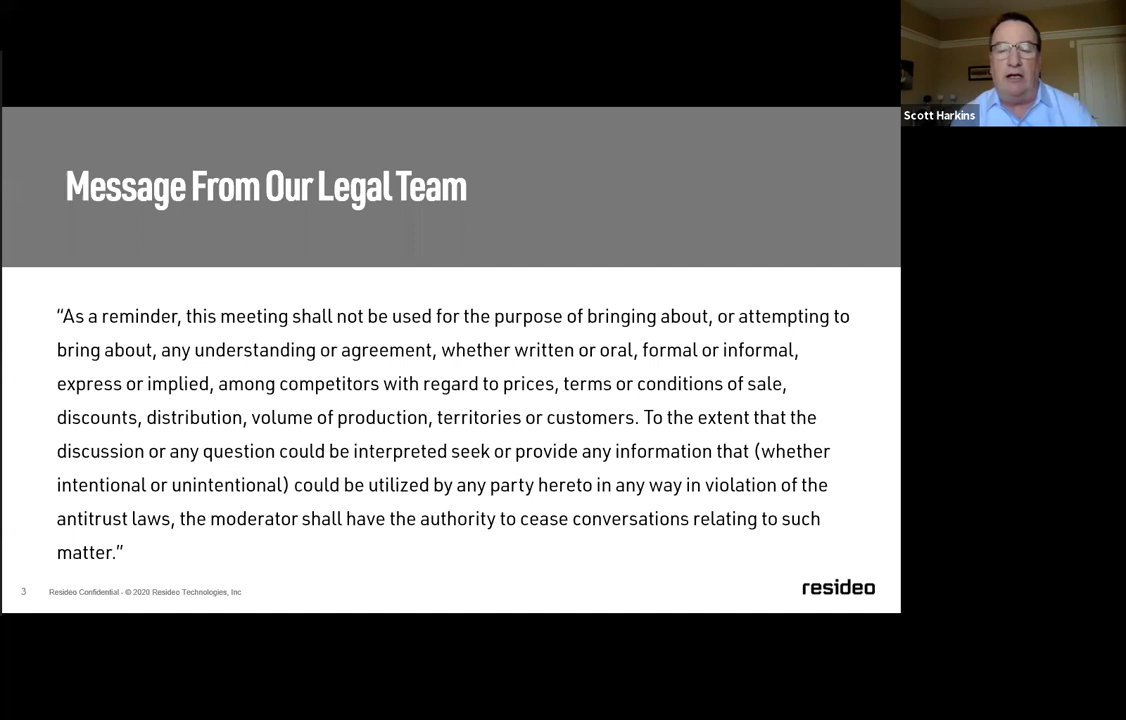 Message From Our Legal Team
Scott Harkins
“As a reminder, this meeting shall not be used for the purpose of bringing about, or attempting to
bring about, any understanding or agreement, whether written or oral, formal or informal,
express or implied, among competitors with regard to prices, terms or conditions of sale,
discounts, distribution, volume of production, territories or customers. To the extent that the
discussion or any question could be interpreted seek or provide any information that (whether
intentional or unintentional) could be utilized by any party hereto in any way in violation of the
antitrust laws, the moderator shall have the authority to cease conversations relating to such
matter.”
3 Resideo Confidential - © 2020 Resideo Technologies, Inc
resideo